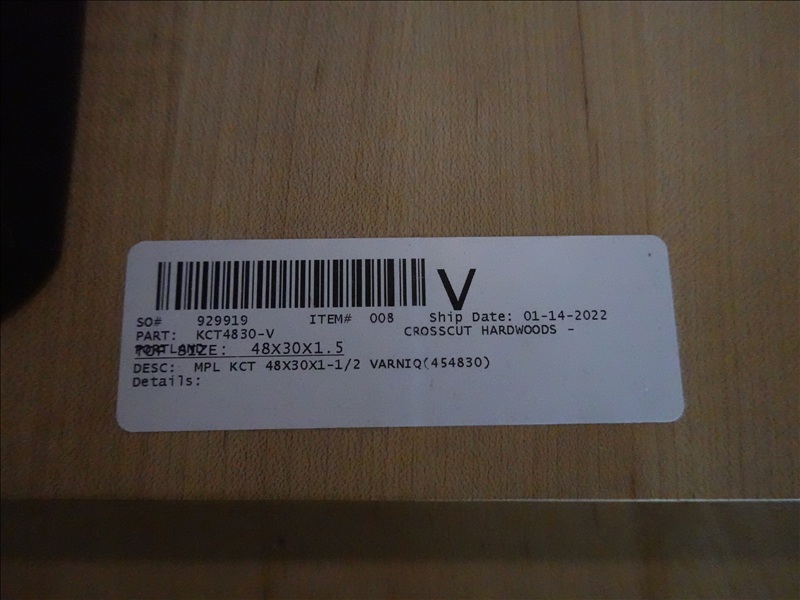 V
SO# 929919 ITEM# 008 Ship Date: 01-14-2022
PART: KCT4830-V CROSSCUT HARDWOODS -
PORTLAND
TOP SIZE: 48X30X1.5
DESC: MPL KCT 48X30X1-1/2 VARNIQ(454830)
Details: